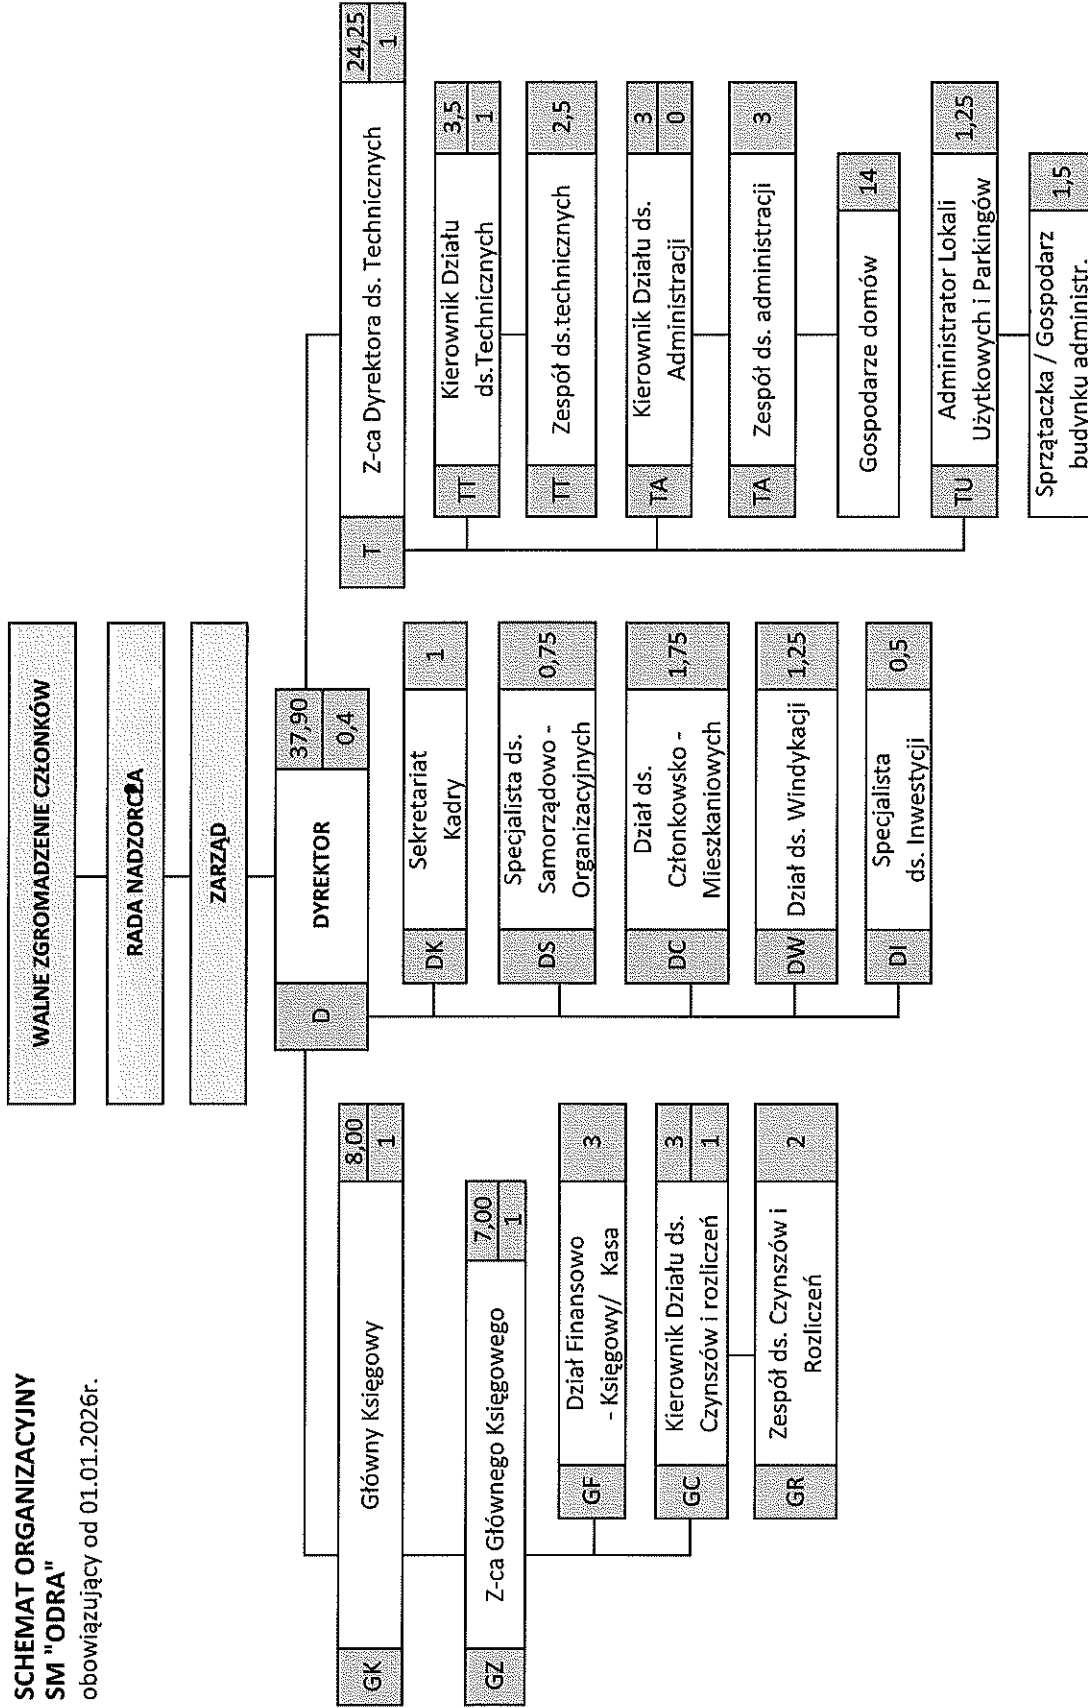 SCHEMAT ORGANIZACYJNY
SM "ODRA"
obowiązujący od 01.01.2026r.
WALNE ZGROMADZENIE CZŁONKÓW
RADA NADZORCZA
ZARZĄD
D
DYREKTOR
37,90
0,4
GK
Główny Księgowy
8,00
1
GZ
Z-ca Głównego Księgowego
7,00
1
GF
Dział Finansowo
- Księgowy/ Kasa
3
GC
Kierownik Działu ds.
Czynszów i rozliczeń
3
1
GR
Zespół ds. Czynszów i
Rozliczeń
2
DK
Sekretariat
Kadry
1
DS
Specjalista ds.
Samorządowo -
Organizacyjnych
0,75
DC
Dział ds.
Członkowsko -
Mieszkaniowych
1,75
DW
Dział ds. Windykacji
1,25
DI
Specjalista
ds. Inwestycji
0,5
T
Z-ca Dyrektora ds. Technicznych
24,25
1
TT
Kierownik Działu
ds.Technicznych
3,5
1
TT
Zespół ds.technicznych
2,5
TA
Kierownik Działu ds.
Administracji
3
0
TA
Zespół ds. administracji
3
Gospodarze domów
14
TU
Administrator Lokali
Użytkowych i Parkingów
1,25
Sprzątaczka / Gospodarz
budynku administr.
1,5